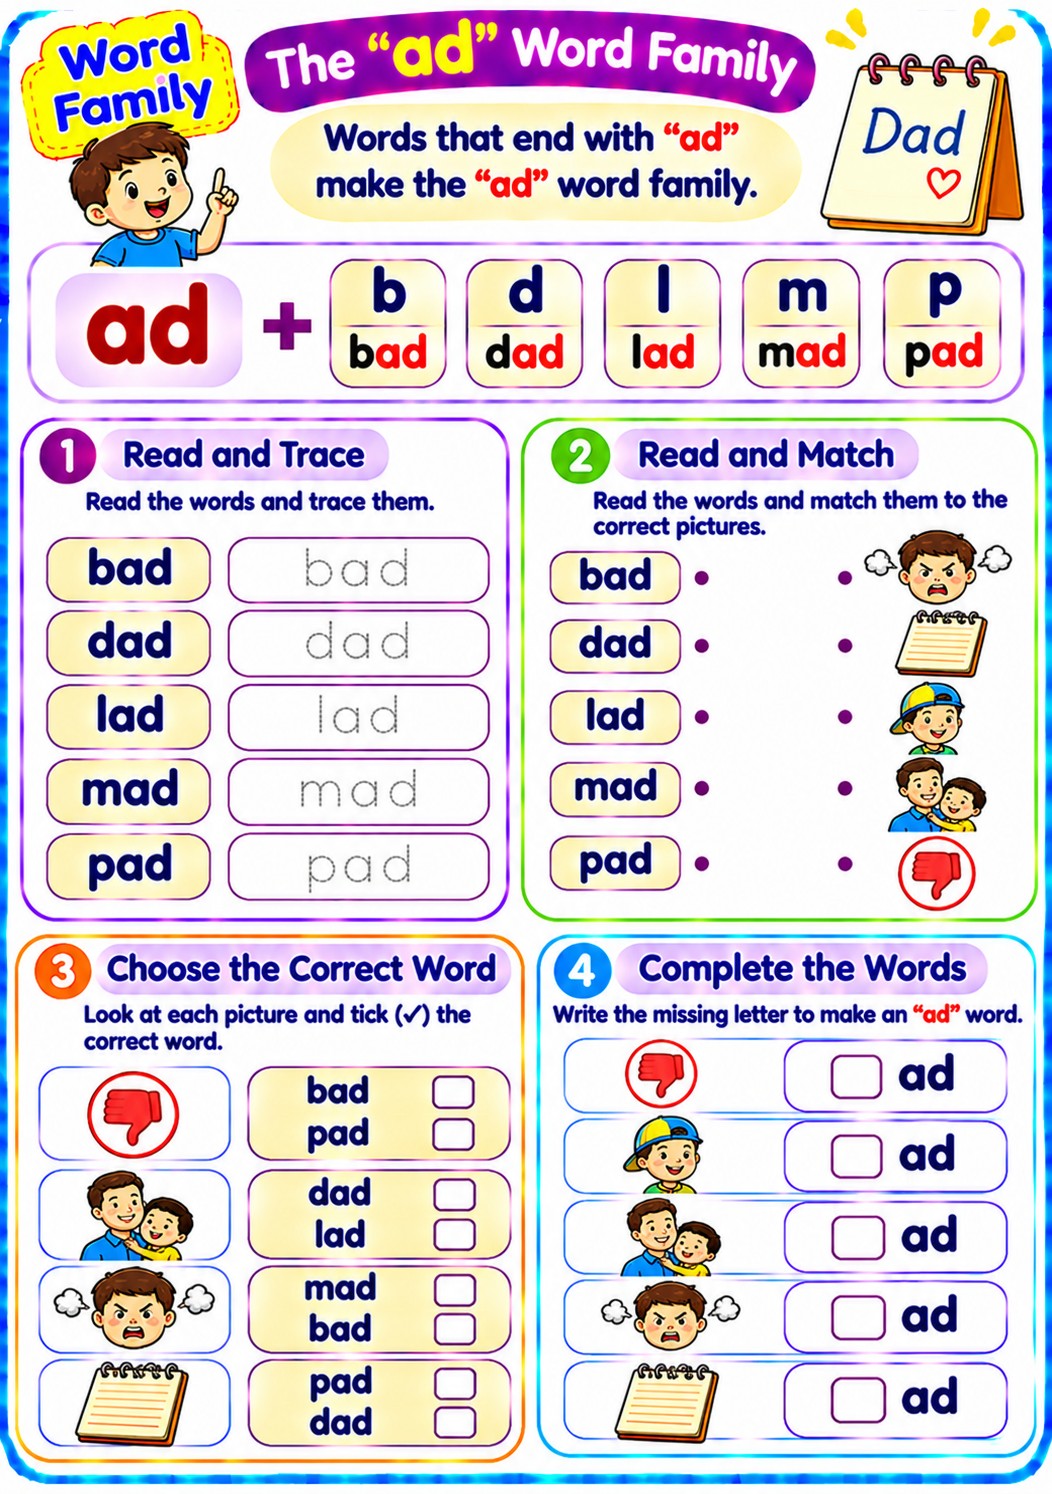 Word
Family
The “ad” Word Family
Words that end with “ad”
make the “ad” word family.
Dad
ad + b d l m p
bad dad lad mad pad
1 Read and Trace
Read the words and trace them.
bad bad
dad dad
lad lad
mad mad
pad pad
2 Read and Match
Read the words and match them to the
correct pictures.
bad
dad
lad
mad
pad
3 Choose the Correct Word
Look at each picture and tick (✓) the
correct word.
bad
pad
dad
lad
mad
bad
pad
dad
4 Complete the Words
Write the missing letter to make an “ad” word.
ad
ad
ad
ad
ad